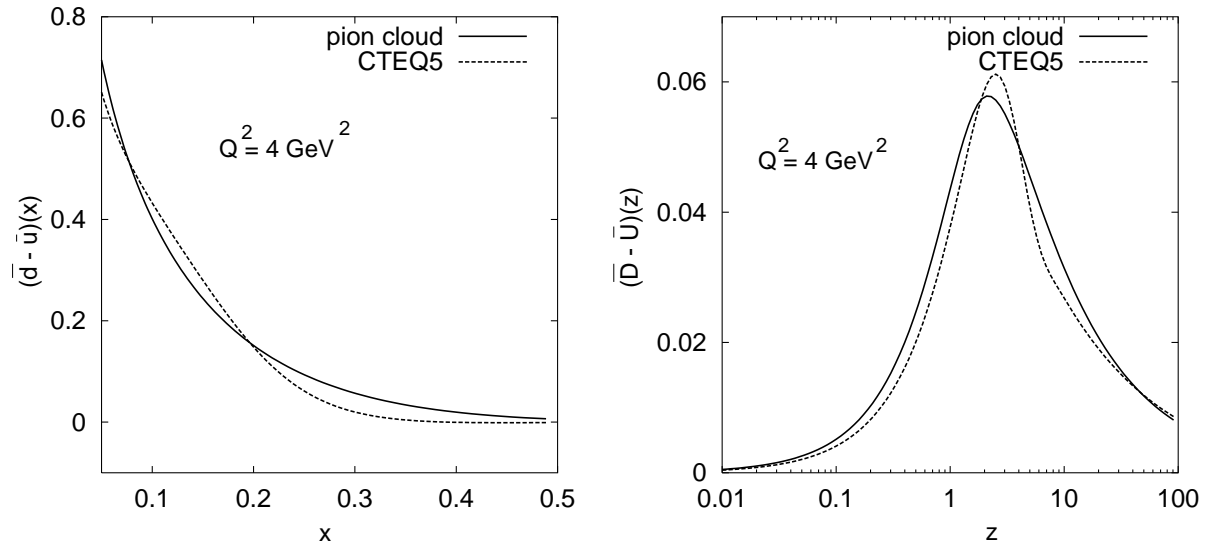 0.8
0.6
0.4
0.2
0
0.1
0.2
0.3
0.4
0.5
(d̅ - u̅)(x)
x
pion cloud
CTEQ5
Q² = 4 GeV²
0.06
0.04
0.02
0
0.01
0.1
1
10
100
(D̅ - U̅)(z)
z
pion cloud
CTEQ5
Q² = 4 GeV²